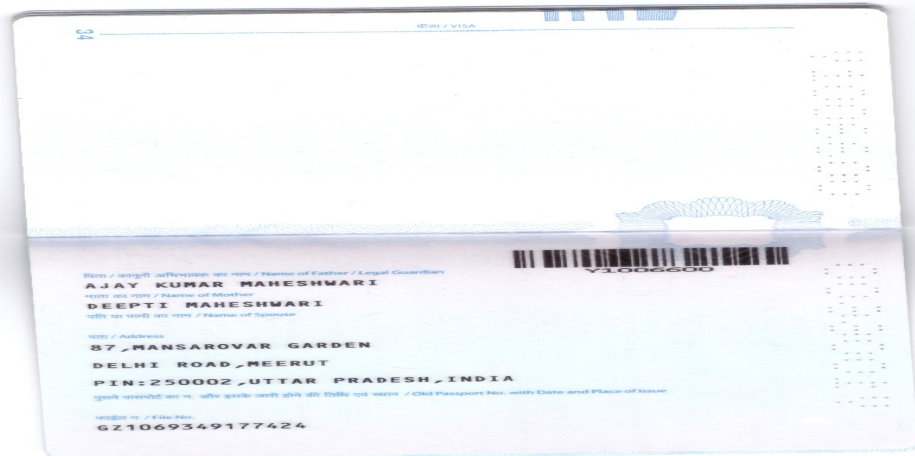 34
वीज़ा / VISA
Y1006600
पिता / कानूनी अभिभावक का नाम / Name of Father / Legal Guardian
AJAY KUMAR MAHESHWARI
माता का नाम / Name of Mother
DEEPTI MAHESHWARI
पति या पत्नी का नाम / Name of Spouse
पता / Address
87,MANSAROVAR GARDEN
DELHI ROAD,MEERUT
PIN:250002,UTTAR PRADESH,INDIA
पुराने पासपोर्ट का न. और इसके जारी होने की तिथि एवं स्थान / Old Passport No. with Date and Place of Issue
फाईल न. / File No.
GZ1069349177424